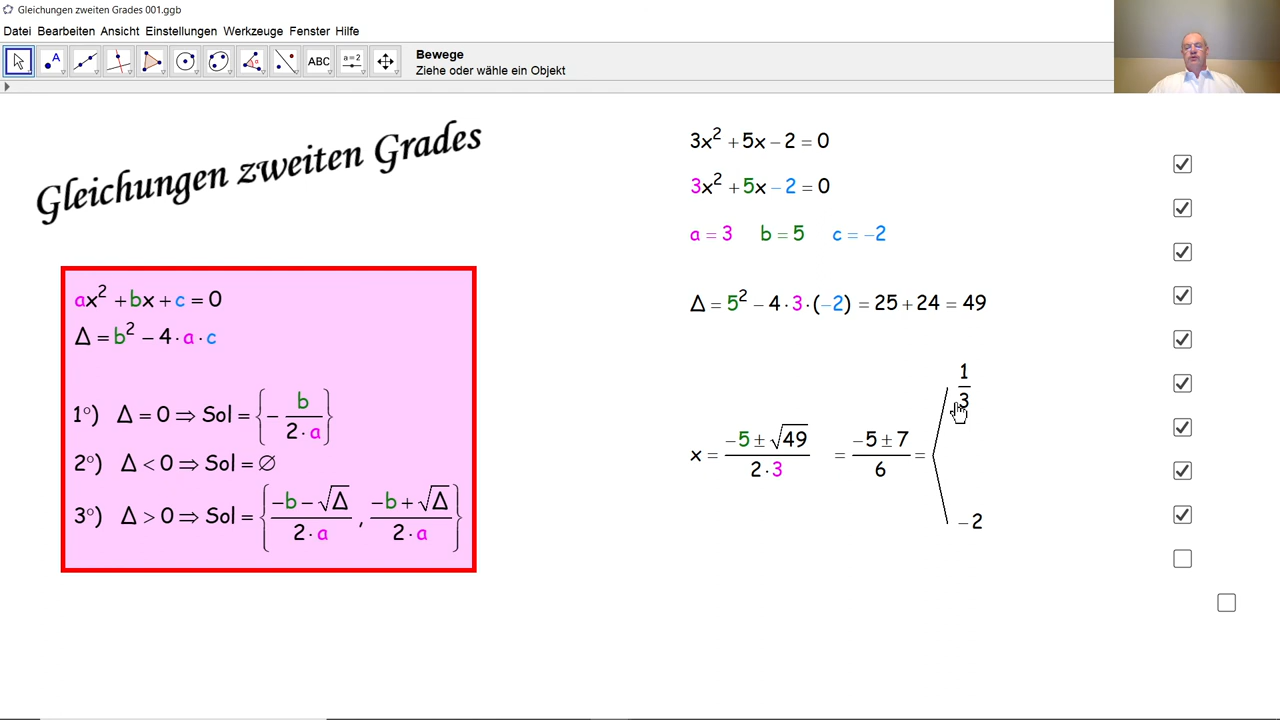 Gleichungen zweiten Grades 001.ggb
Datei Bearbeiten Ansicht Einstellungen Werkzeuge Fenster Hilfe
A
ABC
a=2
Bewege
Ziehe oder wähle ein Objekt
Gleichungen zweiten Grades
ax² + bx + c = 0
Δ = b² − 4 · a · c
1°) Δ = 0 ⇒ Sol = {− b/(2 · a)}
2°) Δ < 0 ⇒ Sol = ∅
3°) Δ > 0 ⇒ Sol = {(−b − √Δ)/(2 · a) , (−b + √Δ)/(2 · a)}
3x² + 5x − 2 = 0
3x² + 5x − 2 = 0
a = 3 b = 5 c = −2
Δ = 5² − 4 · 3 · (−2) = 25 + 24 = 49
1/3
x = (−5 ± √49)/(2 · 3) = (−5 ± 7)/6 =
−2